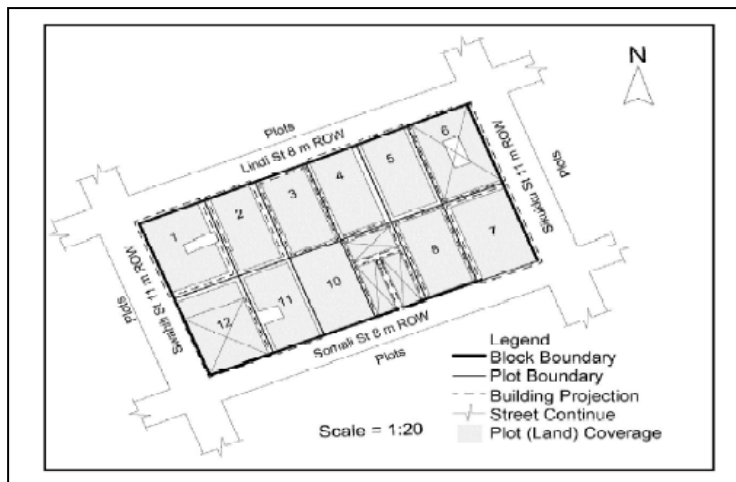 N
Plots
Lindi St 8 m ROW
6
5
4
3
2
1
Sikukku St 11 m ROW
Plots
7
8
10
11
12
Swahili St 11 m ROW
Plots
Somali St 8 m ROW
Plots
Legend
Block Boundary
Plot Boundary
Building Projection
Street Continue
Plot (Land) Coverage
Scale = 1:20